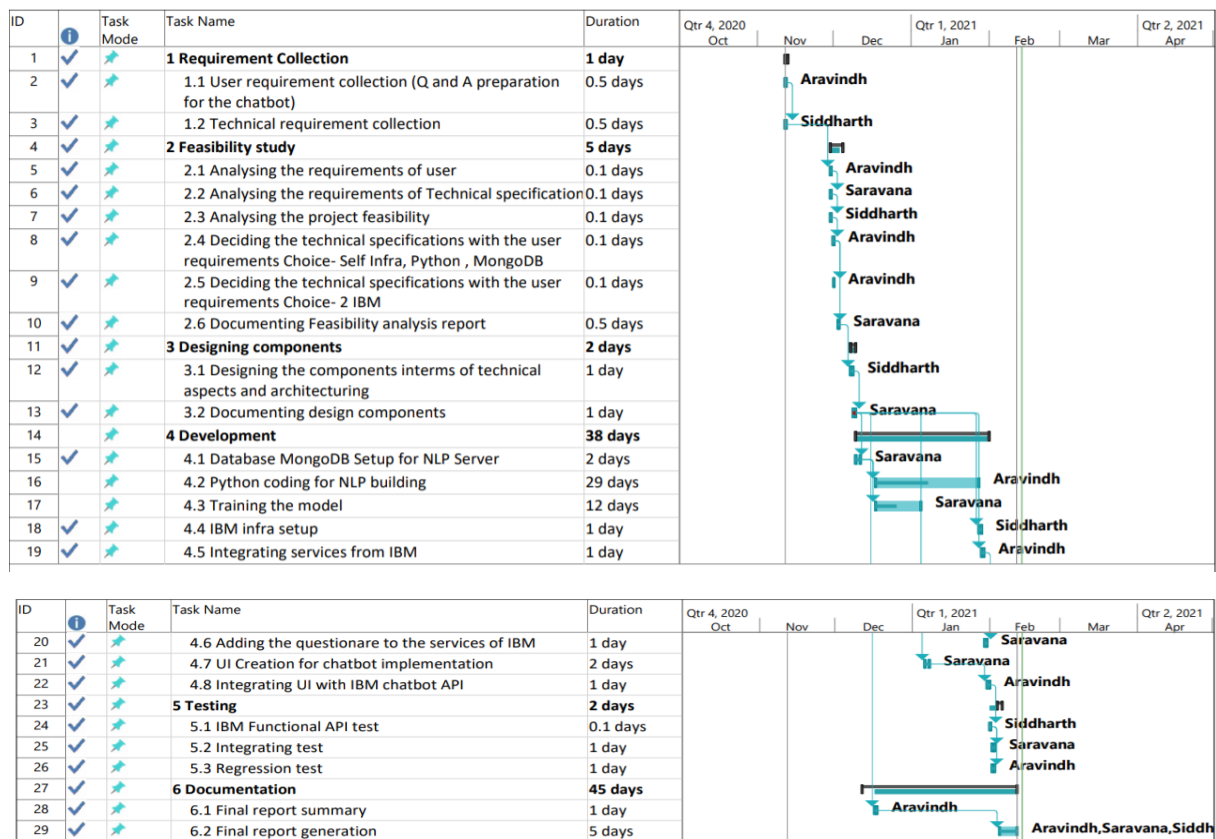 ID Task Mode Task Name Duration Qtr 4, 2020 Qtr 1, 2021 Qtr 2, 2021
Oct Nov Dec Jan Feb Mar Apr
1 1 Requirement Collection 1 day
2 1.1 User requirement collection (Q and A preparation for the chatbot) 0.5 days Aravindh
3 1.2 Technical requirement collection 0.5 days Siddharth
4 2 Feasibility study 5 days
5 2.1 Analysing the requirements of user 0.1 days Aravindh
6 2.2 Analysing the requirements of Technical specification 0.1 days Saravana
7 2.3 Analysing the project feasibility 0.1 days Siddharth
8 2.4 Deciding the technical specifications with the user requirements Choice- Self Infra, Python , MongoDB 0.1 days Aravindh
9 2.5 Deciding the technical specifications with the user requirements Choice- 2 IBM 0.1 days Aravindh
10 2.6 Documenting Feasibility analysis report 0.5 days Saravana
11 3 Designing components 2 days
12 3.1 Designing the components interms of technical aspects and architecturing 1 day Siddharth
13 3.2 Documenting design components 1 day Saravana
14 4 Development 38 days
15 4.1 Database MongoDB Setup for NLP Server 2 days Saravana
16 4.2 Python coding for NLP building 29 days Aravindh
17 4.3 Training the model 12 days Saravana
18 4.4 IBM infra setup 1 day Siddharth
19 4.5 Integrating services from IBM 1 day Aravindh
ID Task Mode Task Name Duration Qtr 4, 2020 Qtr 1, 2021 Qtr 2, 2021
Oct Nov Dec Jan Feb Mar Apr
20 4.6 Adding the questionare to the services of IBM 1 day Saravana
21 4.7 UI Creation for chatbot implementation 2 days Saravana
22 4.8 Integrating UI with IBM chatbot API 1 day Aravindh
23 5 Testing 2 days
24 5.1 IBM Functional API test 0.1 days Siddharth
25 5.2 Integrating test 1 day Saravana
26 5.3 Regression test 1 day Aravindh
27 6 Documentation 45 days
28 6.1 Final report summary 1 day Aravindh
29 6.2 Final report generation 5 days Aravindh,Saravana,Siddh